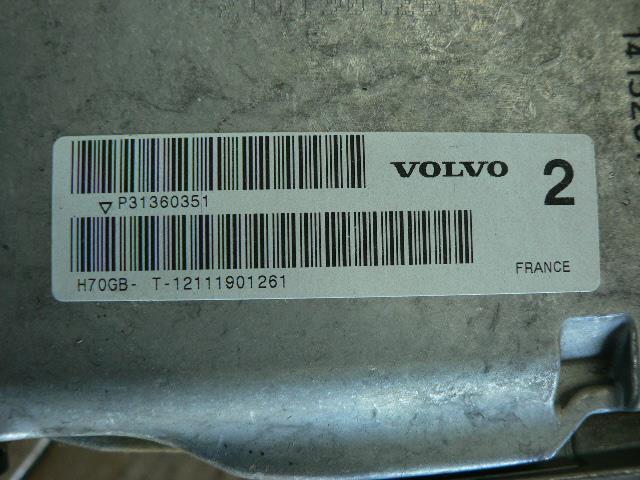 VOLVO 2
▽ P31360351
H70GB- T-12111901261
FRANCE